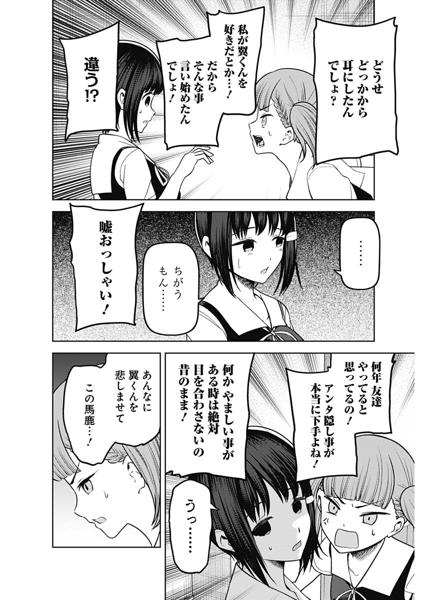 どうせ
どっかから
耳にしたん
でしょ?
私が翼くんを
好きだとか…!
だから
そんな事
言い始めたん
でしょ!
違う!?
……
ちがう
もん……
嘘おっしゃい!
何年友達
やってると
思ってるの!
アンタ隠し事が
本当に下手よね!
何かやましい事が
ある時は絶対
目を合わさないの
昔のまま!
うっ……
あんなに
翼くんを
悲しませて
この馬鹿…!